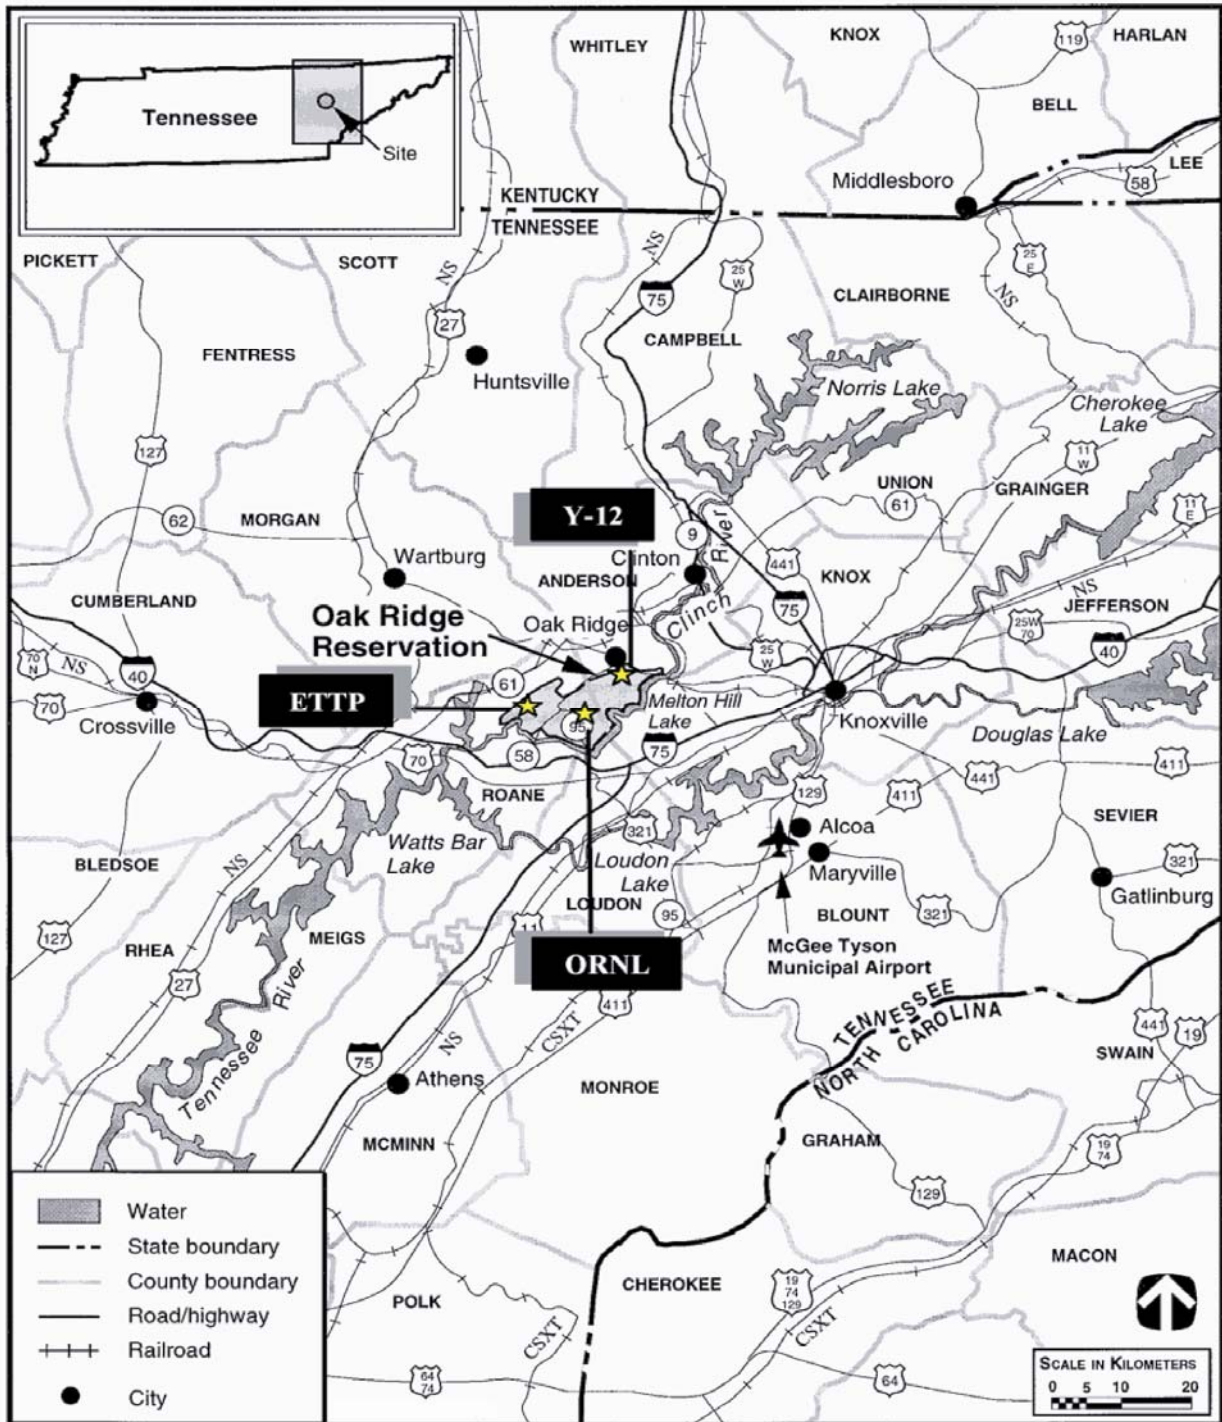 WHITLEY
KNOX
119
HARLAN
BELL
Tennessee
Site
LEE
58
Middlesboro
KENTUCKY
TENNESSEE
PICKETT
SCOTT
NS
NS
25
W
25
E
NS
75
CLAIRBORNE
27
CAMPBELL
FENTRESS
Huntsville
Norris Lake
Cherokee
Lake
127
11
W
UNION
61
GRAINGER
11
E
Y-12
62
MORGAN
9
River
Wartburg
Clinton
441
KNOX
ANDERSON
NS
CUMBERLAND
Oak Ridge
Reservation
Oak Ridge
Clinch
75
JEFFERSON
25W
70
70
N
NS
40
25
W
40
61
ETTP
70
Crossville
Melton Hill
Lake
Knoxville
95
Douglas Lake
58
75
70
411
441
ROANE
129
411
SEVIER
Watts Bar
Lake
321
Alcoa
BLEDSOE
NS
Loudon
Lake
Maryville
321
Gatlinburg
LOUDON
95
BLOUNT
321
127
MEIGS
11
RHEA
McGee Tyson
Municipal Airport
ORNL
27
River
411
TENNESSEE
NORTH CAROLINA
CSXT
441
19
NS
75
SWAIN
Athens
Tennessee
MONROE
MCMINN
GRAHAM
19
74
129
Water
State boundary
County boundary
Road/highway
Railroad
City
MACON
CHEROKEE
19
74
129
POLK
CSXT
CSXT
64
74
64
SCALE IN KILOMETERS
0 5 10 20